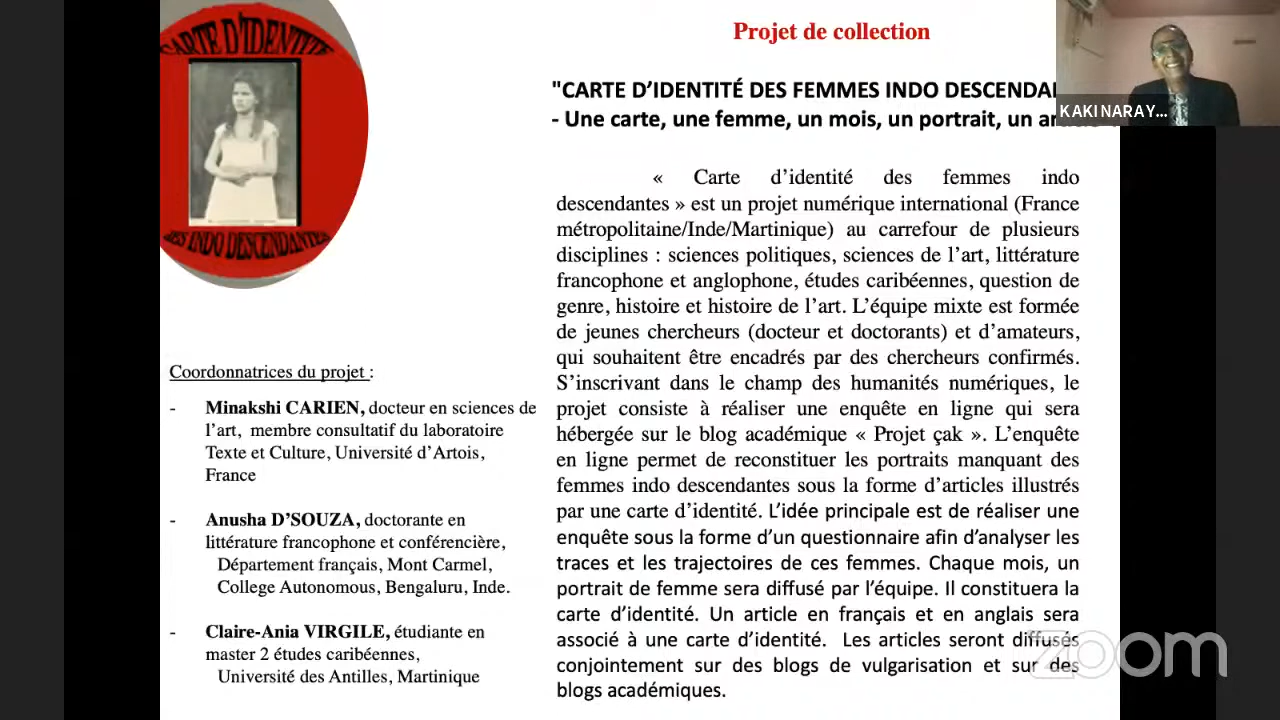 CARTE D'IDENTITE
DES INDO DESCENDANTES
Projet de collection
"CARTE D'IDENTITÉ DES FEMMES INDO
- Une carte, une femme, un mois, un portrait, un
KAKI NARAY...
« Carte d'identité des femmes indo
descendantes » est un projet numérique international (France
métropolitaine/Inde/Martinique) au carrefour de plusieurs
disciplines : sciences politiques, sciences de l'art, littérature
francophone et anglophone, études caribéennes, question de
genre, histoire et histoire de l'art. L'équipe mixte est formée
de jeunes chercheurs (docteur et doctorants) et d'amateurs,
qui souhaitent être encadrés par des chercheurs confirmés.
S'inscrivant dans le champ des humanités numériques, le
projet consiste à réaliser une enquête en ligne qui sera
hébergée sur le blog académique « Projet çak ». L'enquête
en ligne permet de reconstituer les portraits manquant des
femmes indo descendantes sous la forme d'articles illustrés
par une carte d'identité. L'idée principale est de réaliser une
enquête sous la forme d'un questionnaire afin d'analyser les
traces et les trajectoires de ces femmes. Chaque mois, un
portrait de femme sera diffusé par l'équipe. Il constituera la
carte d'identité. Un article en français et en anglais sera
associé à une carte d'identité. Les articles seront diffusés
conjointement sur des blogs de vulgarisation et sur des
blogs académiques.
Coordonnatrices du projet :
- Minakshi CARIEN, docteur en sciences de
l'art, membre consultatif du laboratoire
Texte et Culture, Université d'Artois,
France
- Anusha D'SOUZA, doctorante en
littérature francophone et conférencière,
Département français, Mont Carmel,
College Autonomous, Bengaluru, Inde.
- Claire-Ania VIRGILE, étudiante en
master 2 études caribéennes,
Université des Antilles, Martinique
zoom